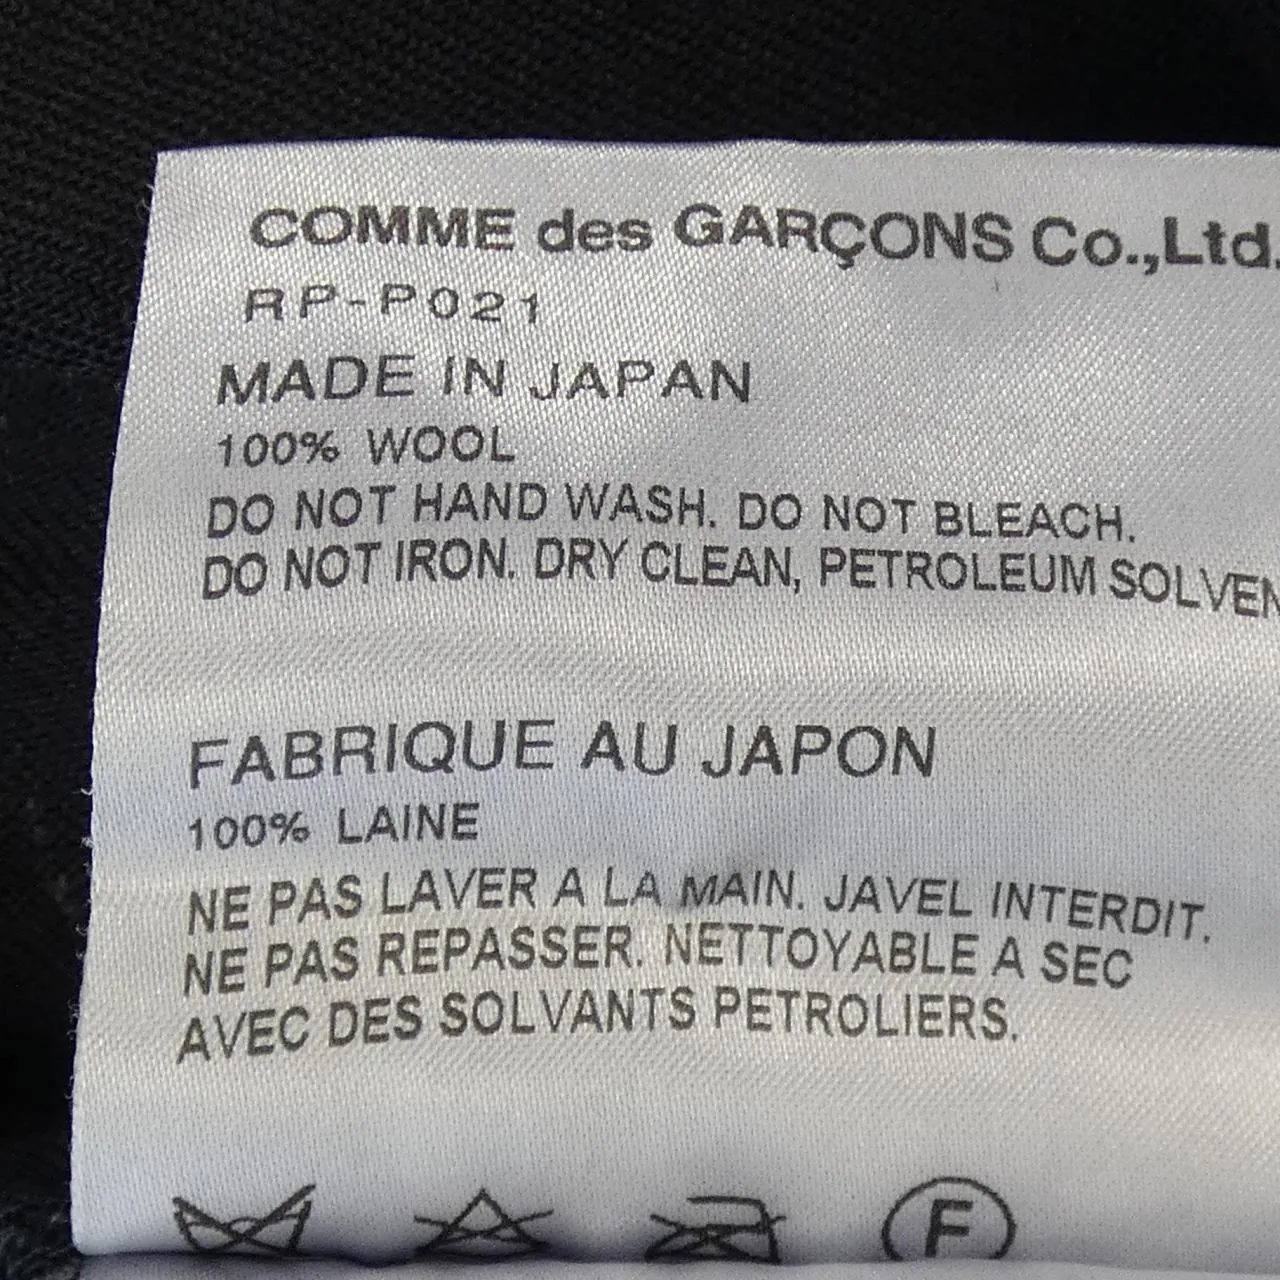 COMME des GARÇONS Co.,Ltd.
RP-P021
MADE IN JAPAN
100% WOOL
DO NOT HAND WASH. DO NOT BLEACH.
DO NOT IRON. DRY CLEAN, PETROLEUM SOLVEN
FABRIQUE AU JAPON
100% LAINE
NE PAS LAVER A LA MAIN. JAVEL INTERDIT.
NE PAS REPASSER. NETTOYABLE A SEC
AVEC DES SOLVANTS PETROLIERS.
F